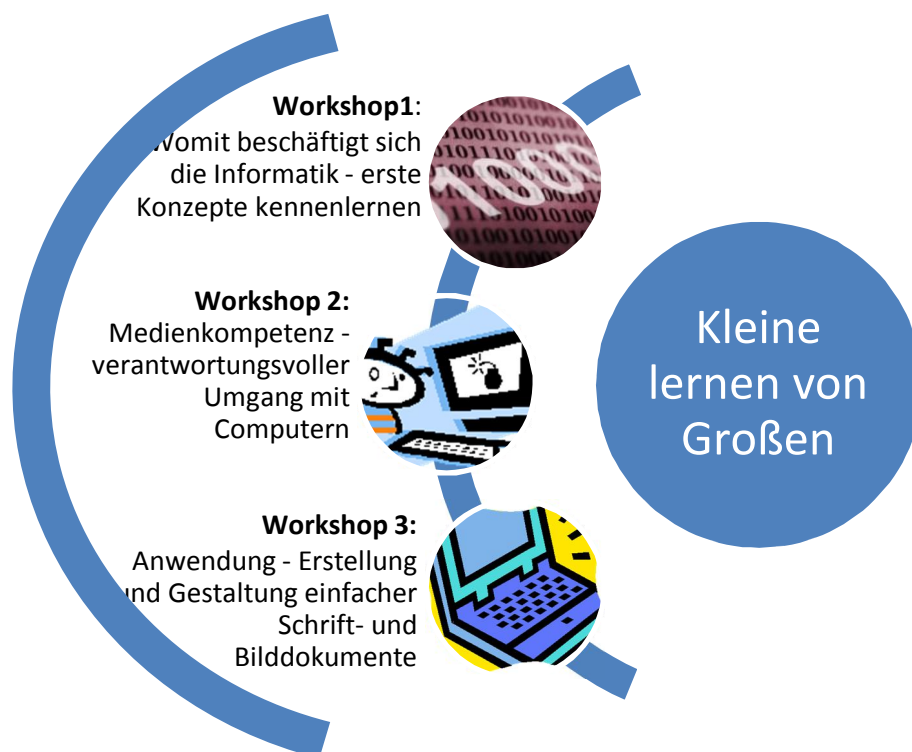 Workshop1:
Womit beschäftigt sich
die Informatik - erste
Konzepte kennenlernen
Workshop 2:
Medienkompetenz -
verantwortungsvoller
Umgang mit
Computern
Workshop 3:
Anwendung - Erstellung
und Gestaltung einfacher
Schrift- und
Bilddokumente
Kleine
lernen von
Großen